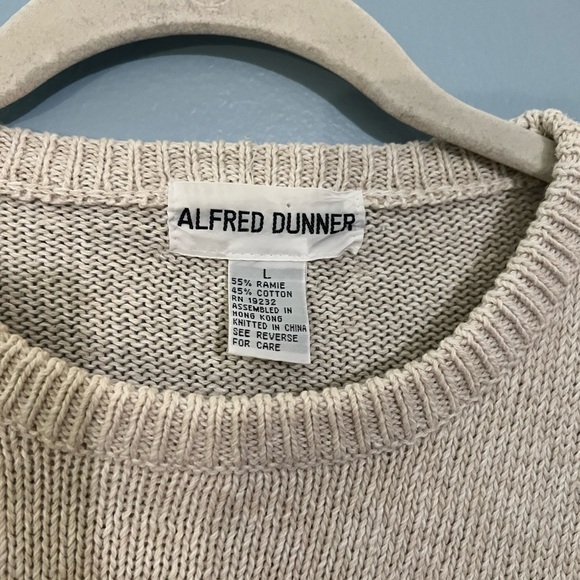 ALFRED DUNNER
L
55% RAMIE
45% COTTON
RN 19232
ASSEMBLED IN
HONG KONG
KNITTED IN CHINA
SEE REVERSE
FOR CARE